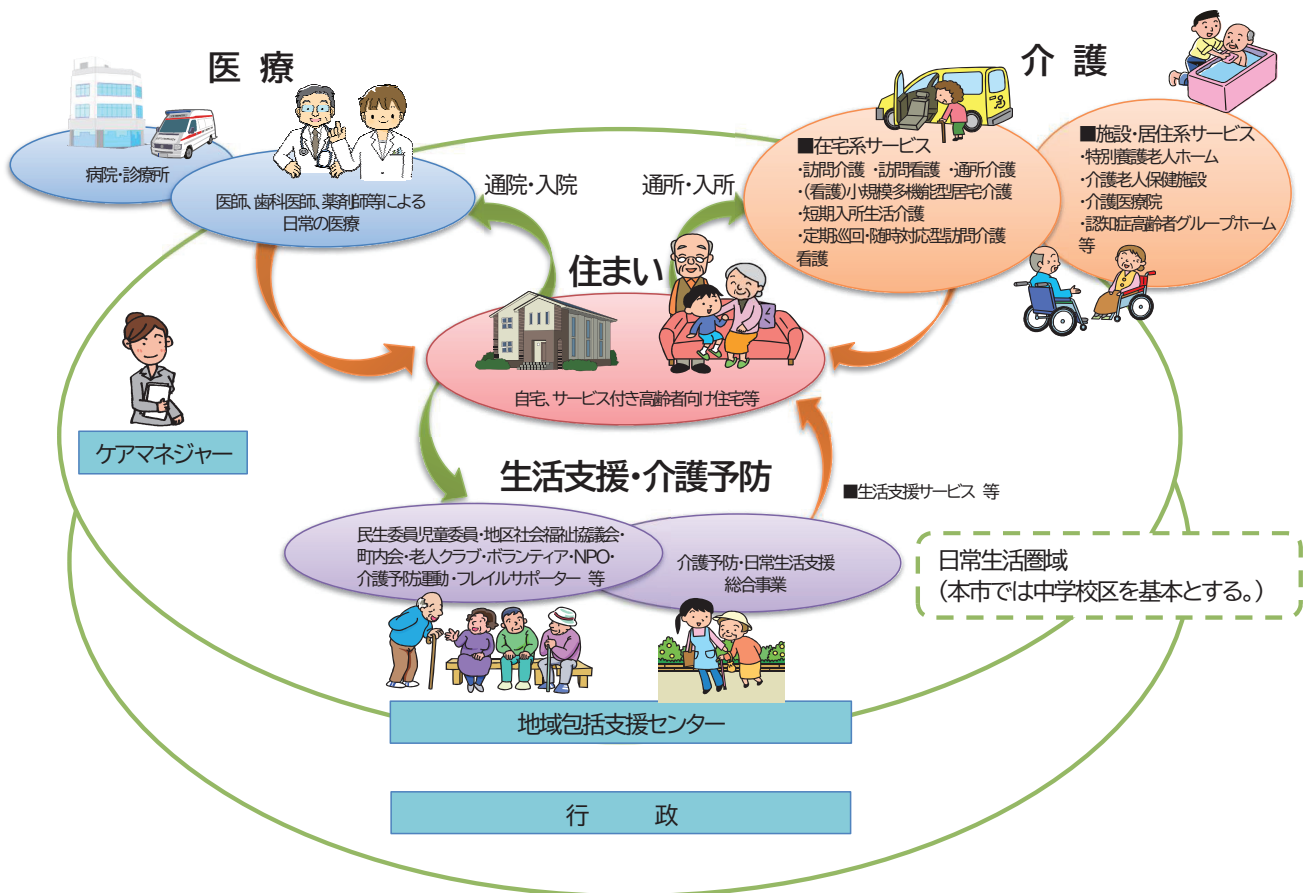 医 療
介 護
病院・診療所
医師、歯科医師、薬剤師等による
日常の医療
通院・入院
通所・入所
■在宅系サービス
・訪問介護 ・訪問看護 ・通所介護
・(看護)小規模多機能型居宅介護
・短期入所生活介護
・定期巡回・随時対応型訪問介護
看護
■施設・居住系サービス
・特別養護老人ホーム
・介護老人保健施設
・介護医療院
・認知症高齢者グループホーム
等
住まい
自宅、サービス付き高齢者向け住宅等
ケアマネジャー
生活支援・介護予防
■生活支援サービス 等
民生委員児童委員・地区社会福祉協議会・
町内会・老人クラブ・ボランティア・NPO・
介護予防運動・フレイルサポーター 等
介護予防・日常生活支援
総合事業
日常生活圏域
(本市では中学校区を基本とする。)
地域包括支援センター
行 政